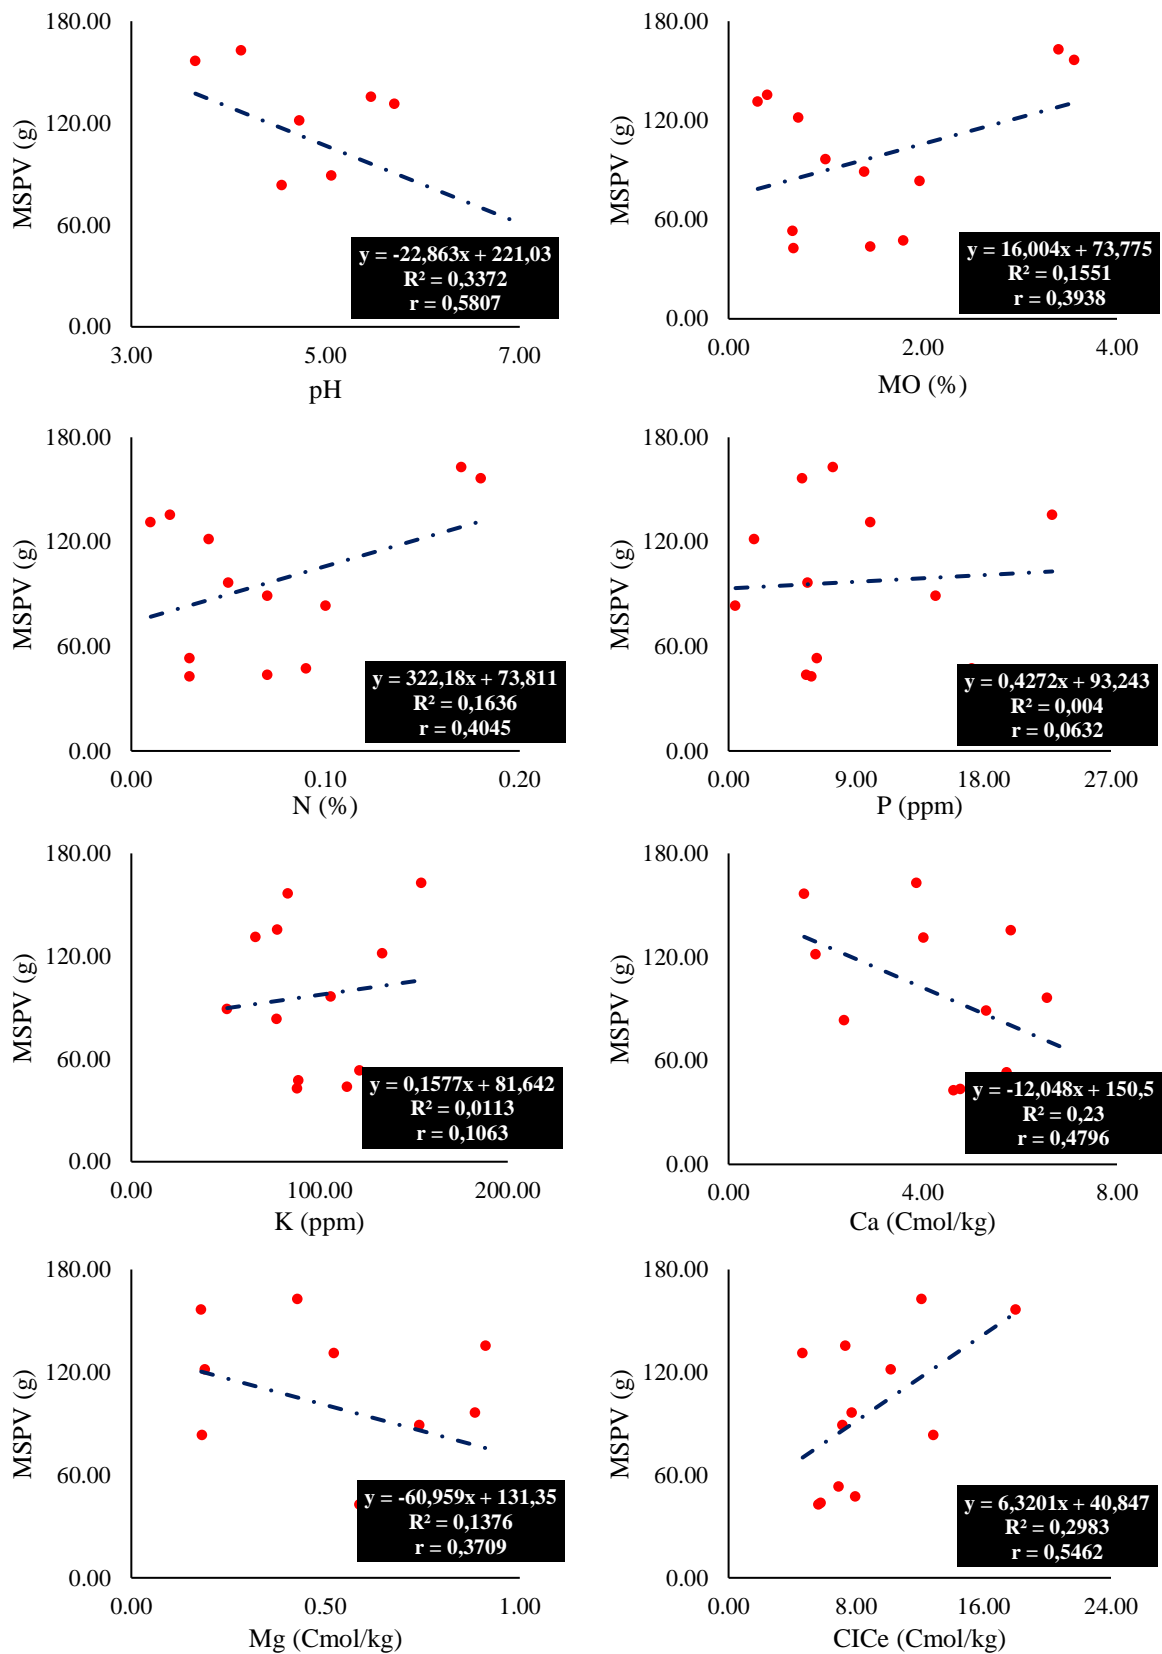 180.00
120.00
60.00
0.00
MSPV (g)
y = -22,863x + 221,03
R² = 0,3372
r = 0,5807
3.00 5.00 7.00
pH
180.00
120.00
60.00
0.00
MSPV (g)
y = 16,004x + 73,775
R² = 0,1551
r = 0,3938
0.00 2.00 4.00
MO (%)
180.00
120.00
60.00
0.00
MSPV (g)
y = 322,18x + 73,811
R² = 0,1636
r = 0,4045
0.00 0.10 0.20
N (%)
180.00
120.00
60.00
0.00
MSPV (g)
y = 0,4272x + 93,243
R² = 0,004
r = 0,0632
0.00 9.00 18.00 27.00
P (ppm)
180.00
120.00
60.00
0.00
MSPV (g)
y = 0,1577x + 81,642
R² = 0,0113
r = 0,1063
0.00 100.00 200.00
K (ppm)
180.00
120.00
60.00
0.00
MSPV (g)
y = -12,048x + 150,5
R² = 0,23
r = 0,4796
0.00 4.00 8.00
Ca (Cmol/kg)
180.00
120.00
60.00
0.00
MSPV (g)
y = -60,959x + 131,35
R² = 0,1376
r = 0,3709
0.00 0.50 1.00
Mg (Cmol/kg)
180.00
120.00
60.00
0.00
MSPV (g)
y = 6,3201x + 40,847
R² = 0,2983
r = 0,5462
0.00 8.00 16.00 24.00
CICe (Cmol/kg)